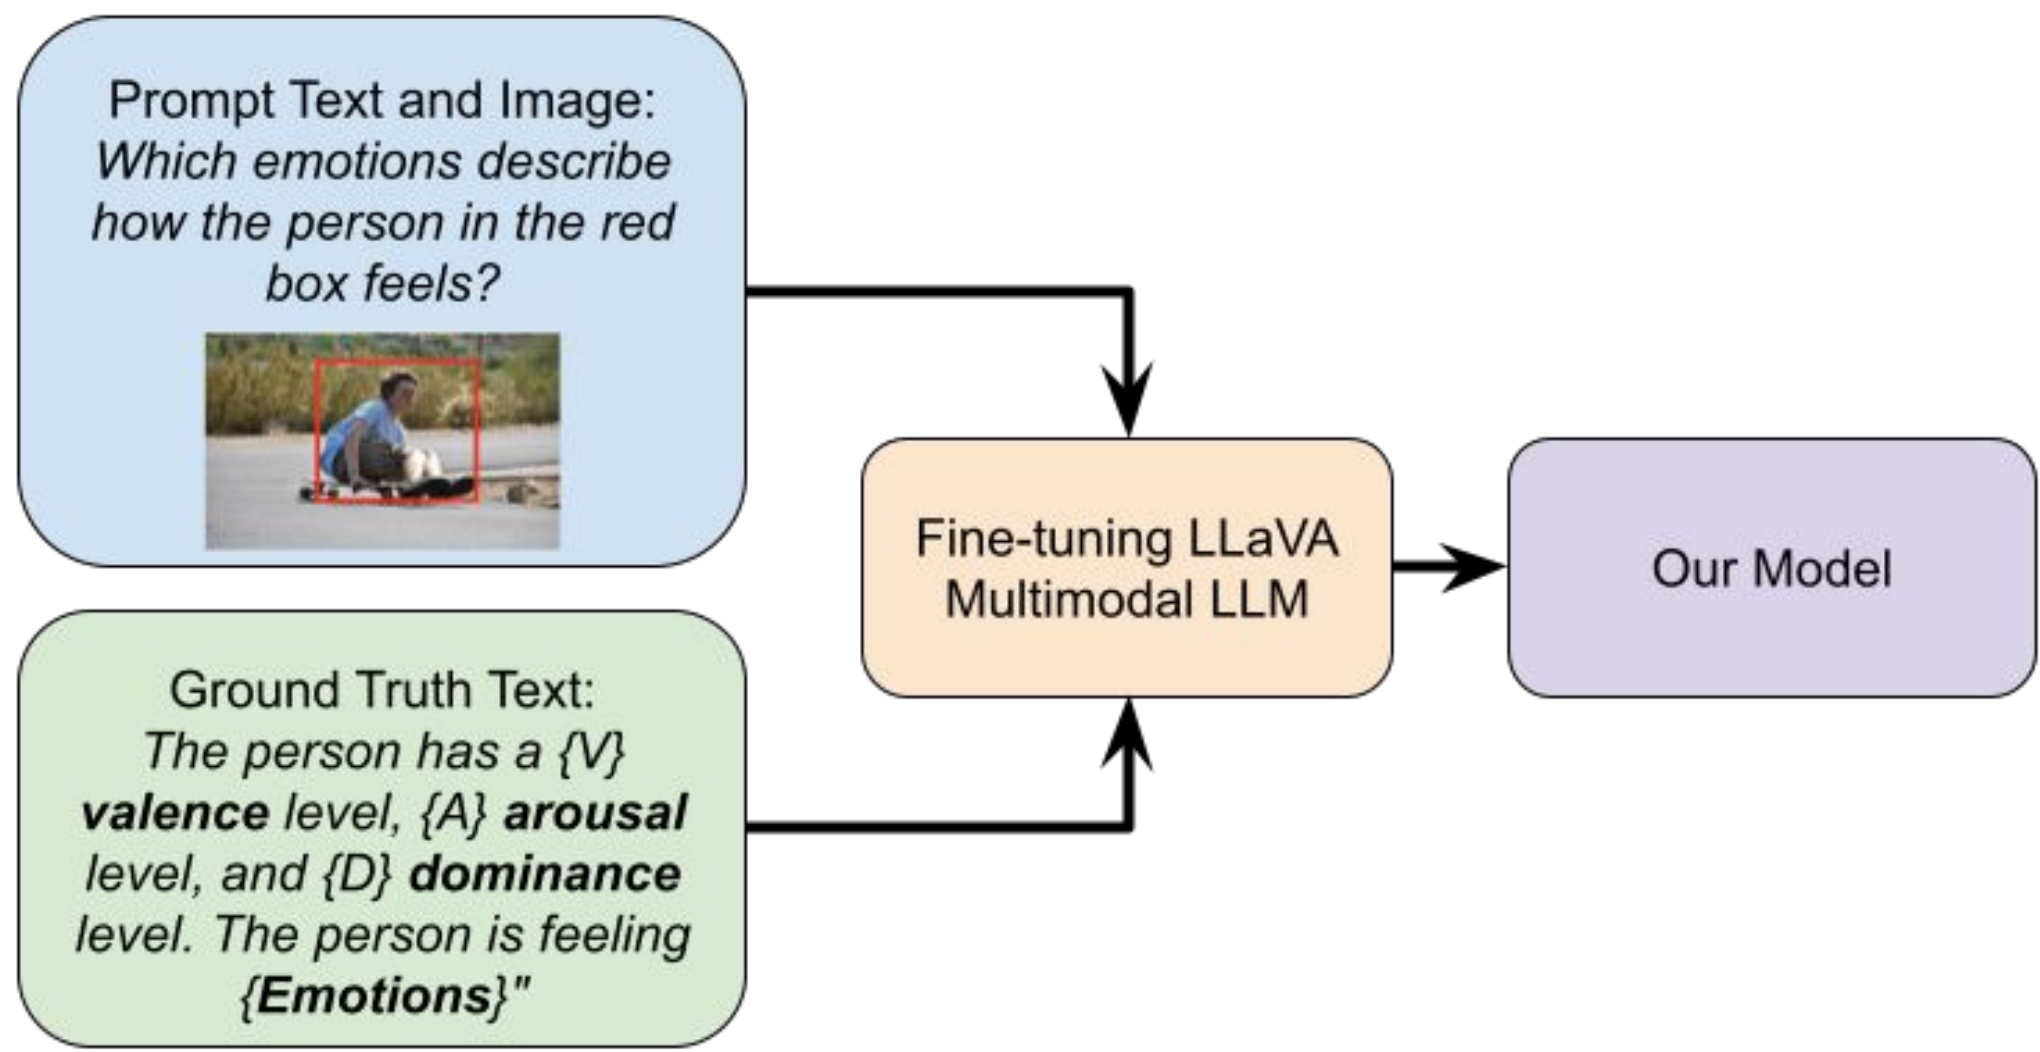 Prompt Text and Image:
Which emotions describe
how the person in the red
box feels?
Ground Truth Text:
The person has a {V}
valence level, {A} arousal
level, and {D} dominance
level. The person is feeling
{Emotions}"
Fine-tuning LLaVA
Multimodal LLM
Our Model